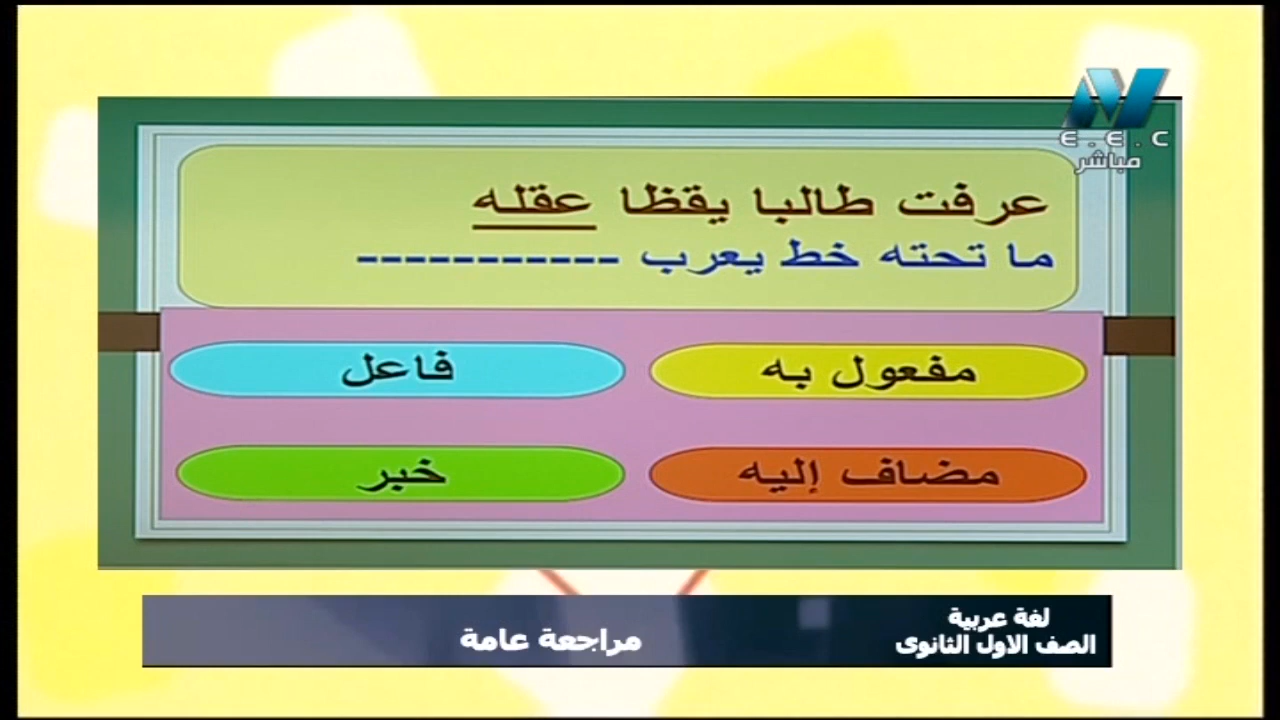 E.E.C
مباشر
عرفت طالبا يقظا عقله
ما تحته خط يعرب -----------
مفعول به
فاعل
مضاف إليه
خبر
لغة عربية
الصف الاول الثانوى
مراجعة عامة